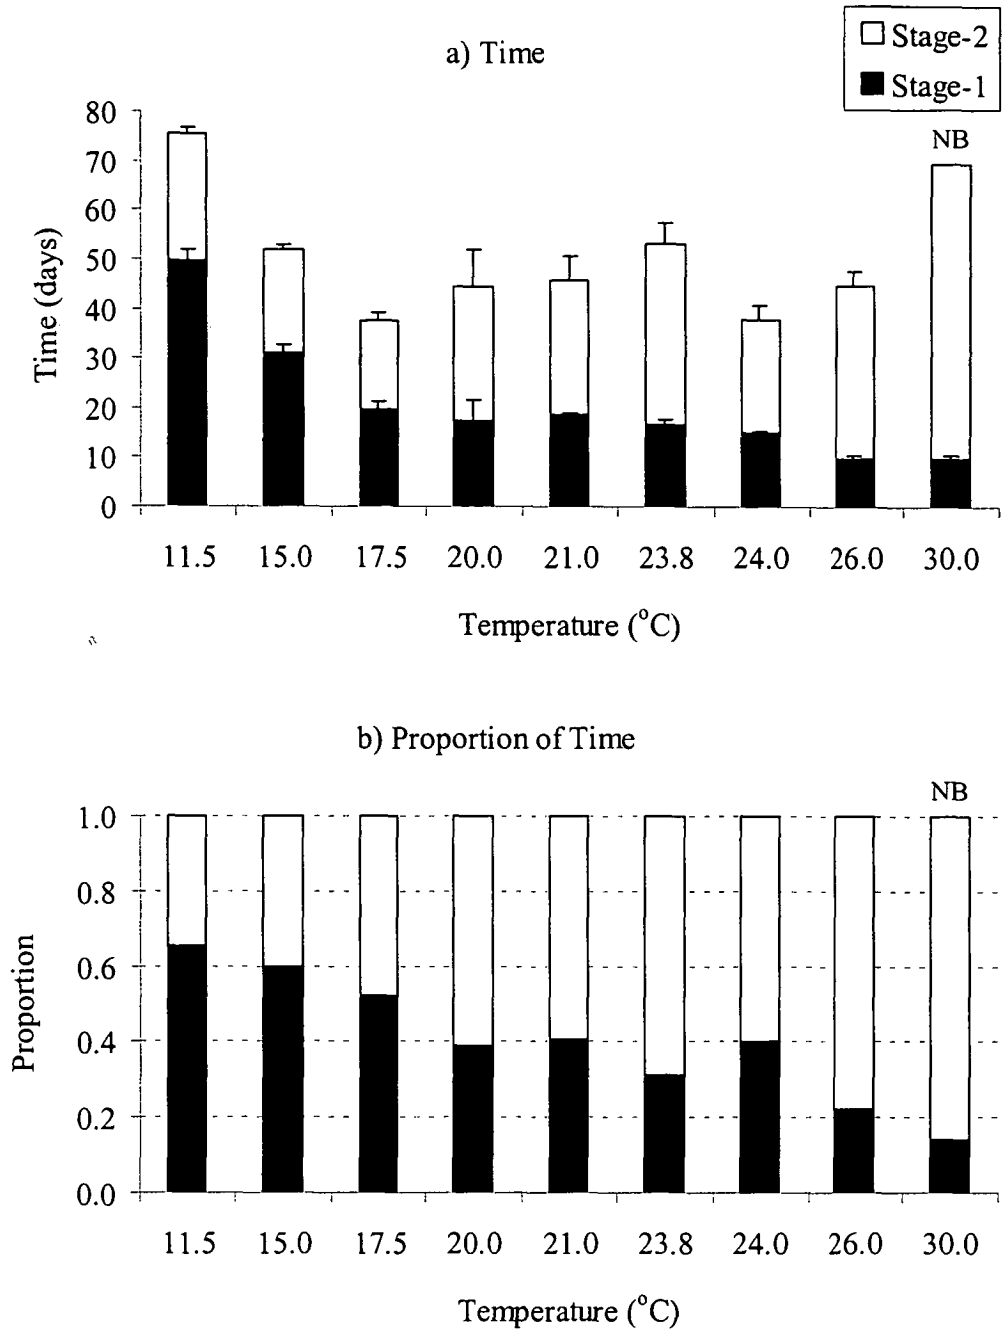 a) Time
Stage-2
Stage-1
NB
80
70
60
50
40
30
20
10
0
Time (days)
11.5 15.0 17.5 20.0 21.0 23.8 24.0 26.0 30.0
Temperature (°C)
b) Proportion of Time
NB
1.0
0.8
0.6
0.4
0.2
0.0
Proportion
11.5 15.0 17.5 20.0 21.0 23.8 24.0 26.0 30.0
Temperature (°C)